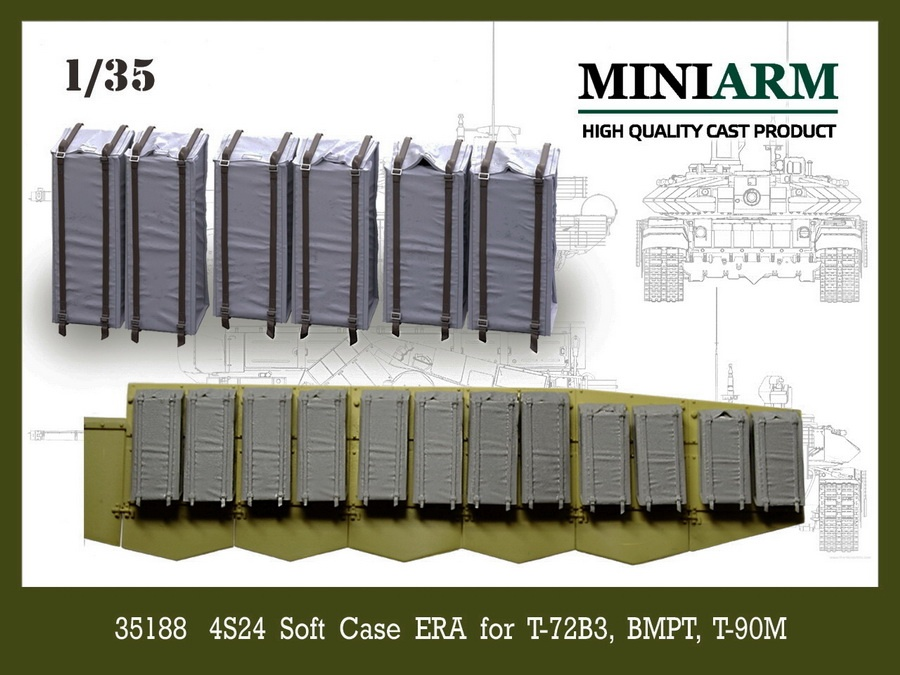 1/35
MINIARM
HIGH QUALITY CAST PRODUCT
35188 4S24 Soft Case ERA for T-72B3, BMPT, T-90M